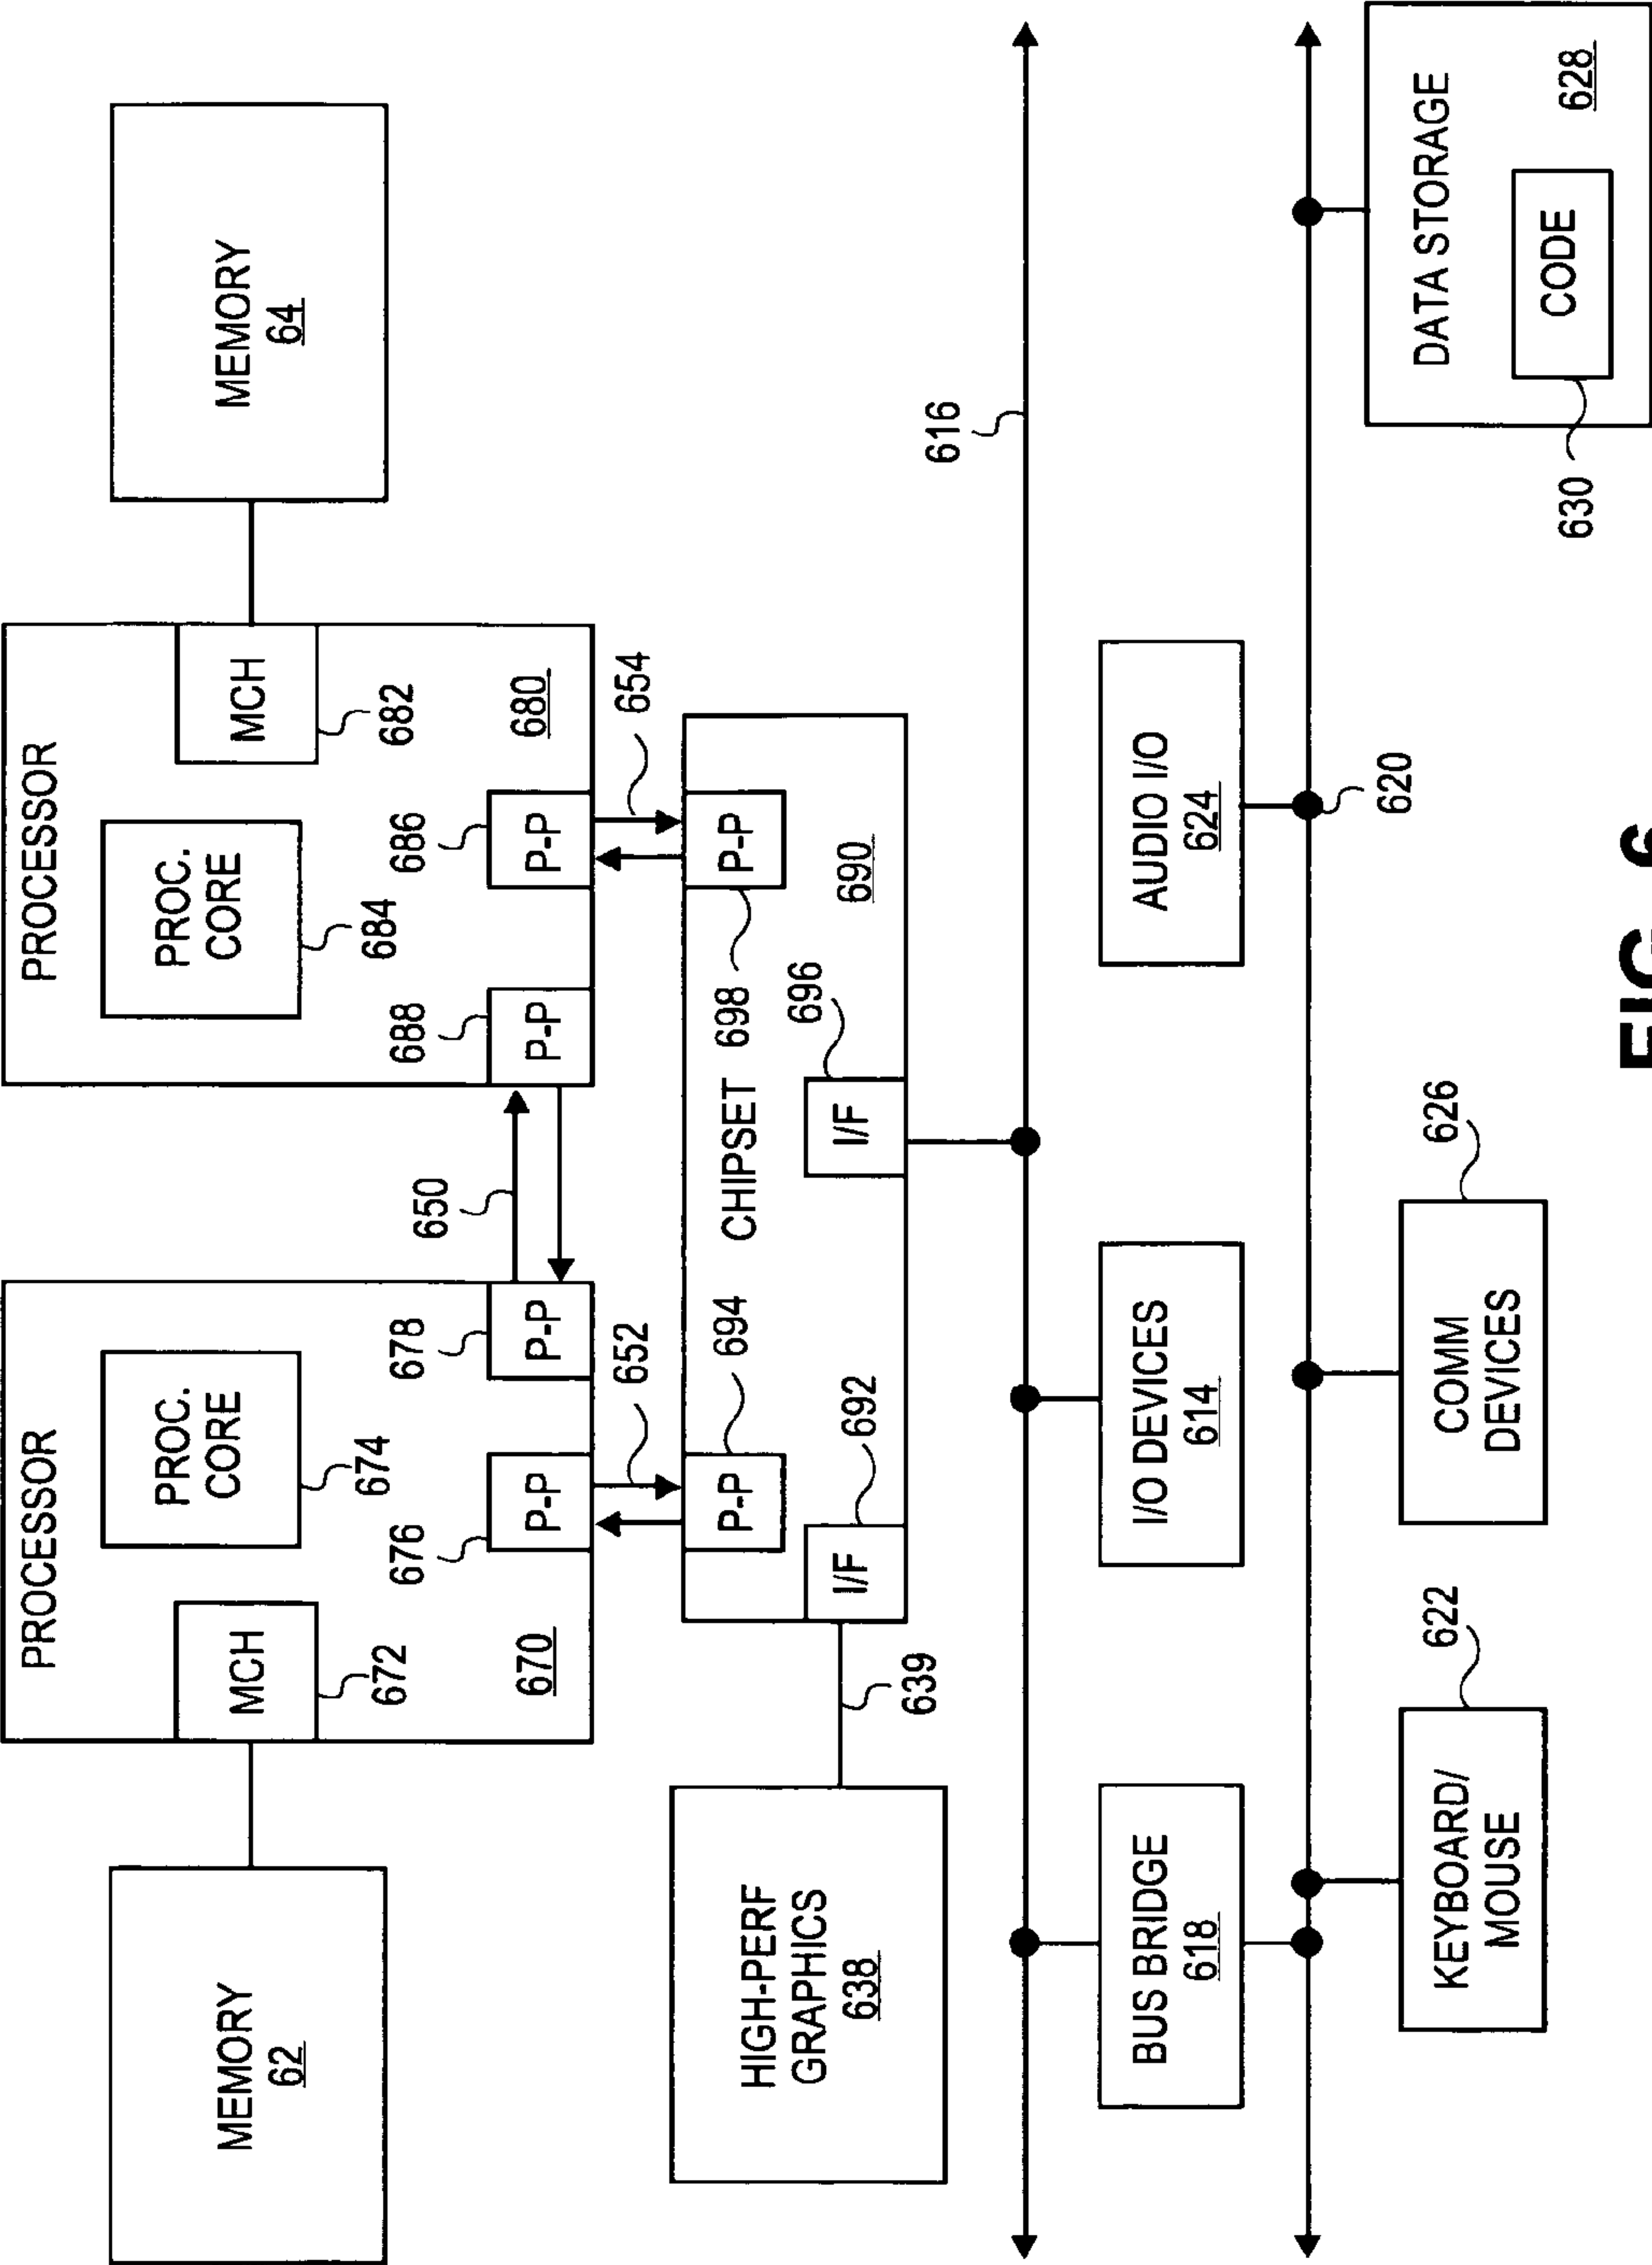 PROCESSOR
PROCESSOR
MEMORY
62
MCH
672
PROC.
CORE
674
670
676
P-P
678
P-P
650
688
P-P
PROC.
CORE
684
686
P-P
MCH
682
680
MEMORY
64
652
654
HIGH-PERF
GRAPHICS
638
639
P-P
694
I/F
692
CHIPSET
698
P-P
I/F
696
690
616
BUS BRIDGE
618
I/O DEVICES
614
AUDIO I/O
624
620
KEYBOARD/
MOUSE
622
COMM
DEVICES
626
DATA STORAGE
628
CODE
630
FIG. 6